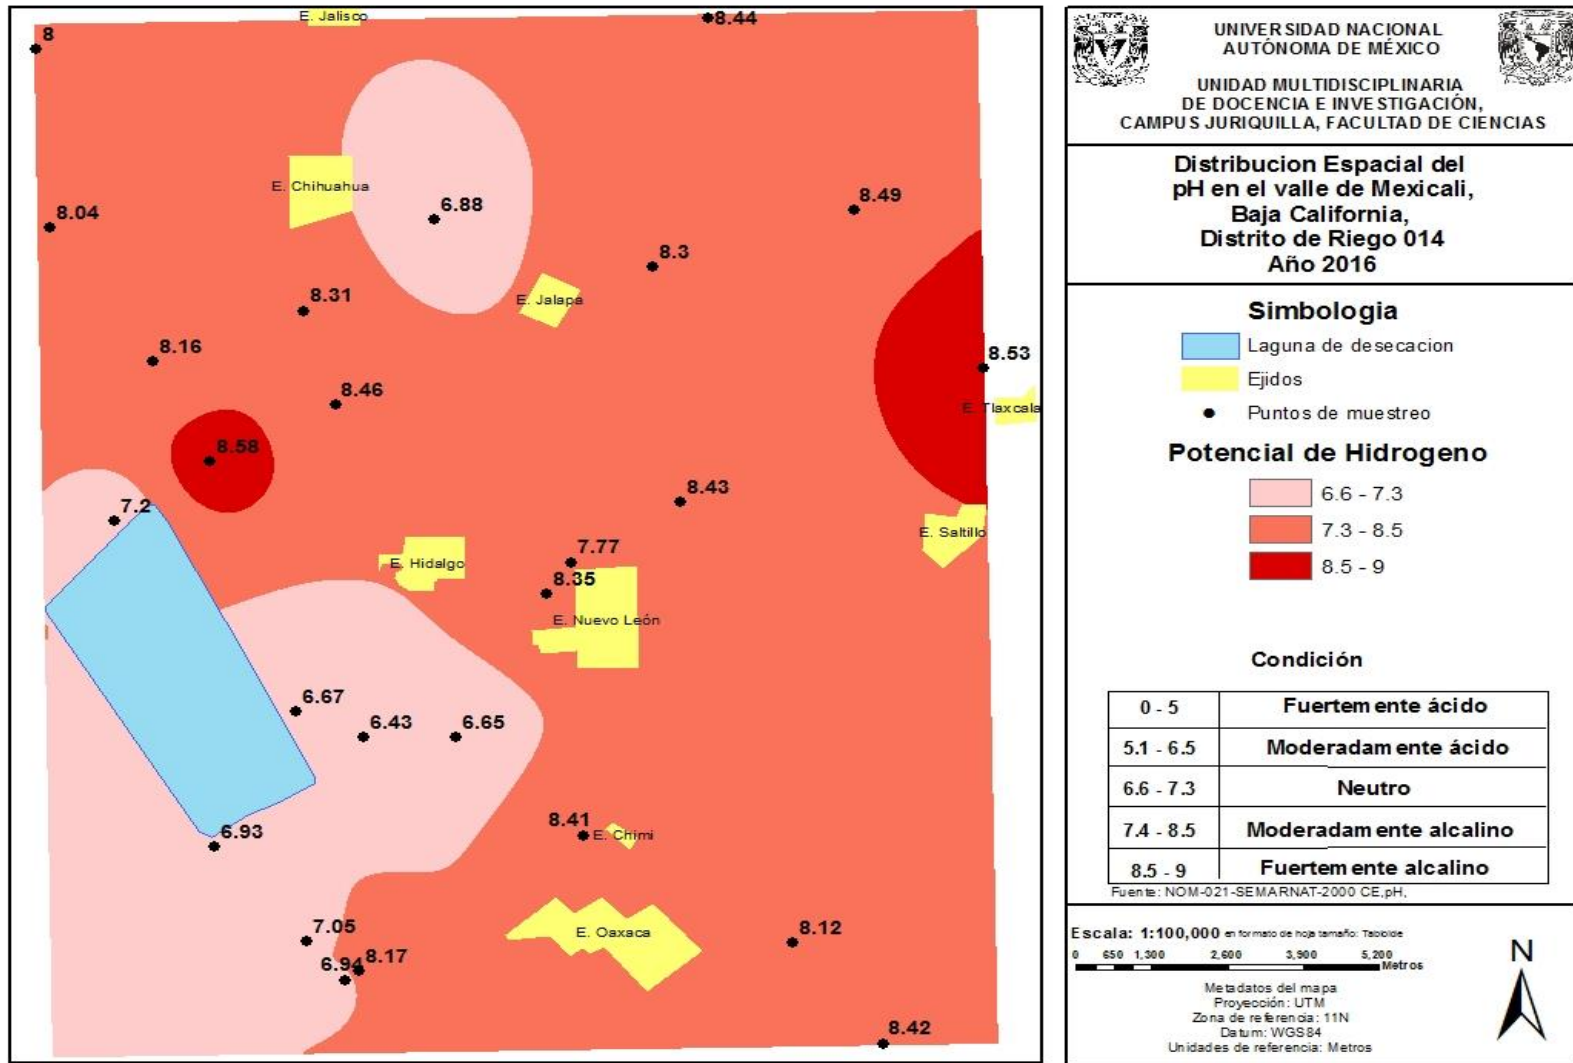 E. Jalisco
8.44
8
E. Chihuahua
6.88
8.49
8.04
8.3
8.31
E. Jalapa
8.16
8.53
8.46
E. Tlaxcala
8.58
8.43
7.2
E. Saltillo
7.77
E. Hidalgo
8.35
E. Nuevo León
6.67
6.43
6.65
8.41
E. Chimi
6.93
E. Oaxaca
8.12
7.05
8.17
6.94
8.42
UNIVERSIDAD NACIONAL
AUTÓNOMA DE MÉXICO
UNIDAD MULTIDISCIPLINARIA
DE DOCENCIA E INVESTIGACIÓN,
CAMPUS JURIQUILLA, FACULTAD DE CIENCIAS
Distribucion Espacial del
pH en el valle de Mexicali,
Baja California,
Distrito de Riego 014
Año 2016
Simbologia
Laguna de desecacion
Ejidos
Puntos de muestreo
Potencial de Hidrogeno
6.6 - 7.3
7.3 - 8.5
8.5 - 9
Condición
0 - 5 Fuertemente ácido
5.1 - 6.5 Moderadamente ácido
6.6 - 7.3 Neutro
7.4 - 8.5 Moderadamente alcalino
8.5 - 9 Fuertemente alcalino
Fuente: NOM-021-SEMARNAT-2000 CE,pH,
Escala: 1:100,000 en formato de hoja tamaño: Tabloide
0 650 1,300 2,600 3,900 5,200
Metros
N
Metadatos del mapa
Proyección: UTM
Zona de referencia: 11N
Datum: WGS84
Unidades de referencia: Metros